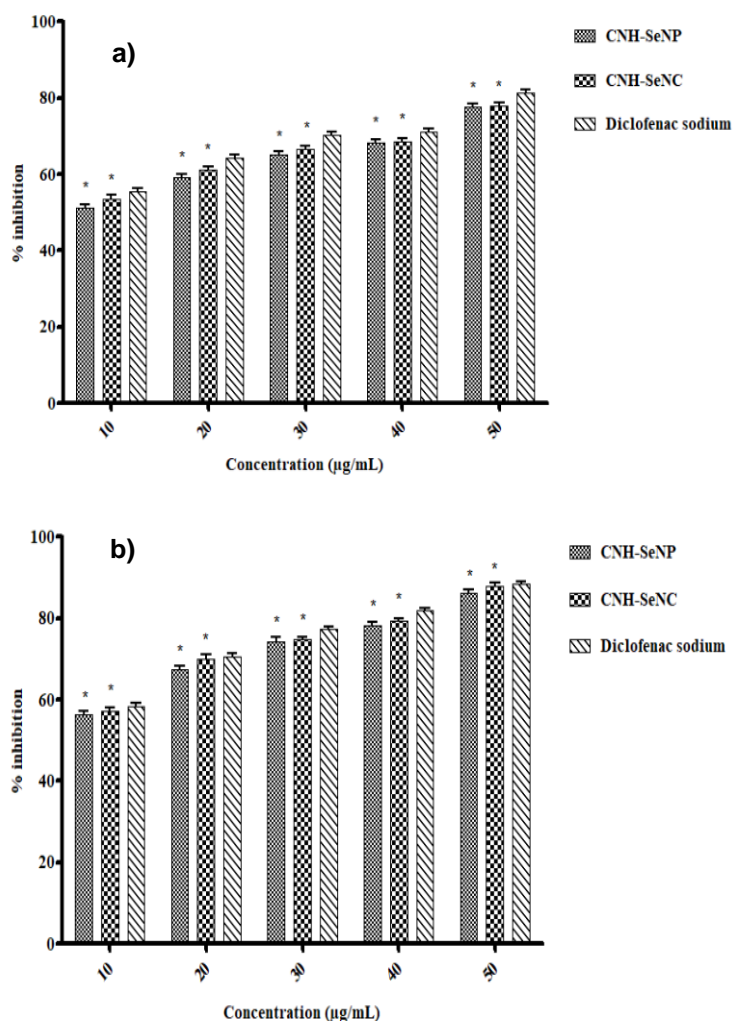 a)
CNH-SeNP
CNH-SeNC
Diclofenac sodium
% inhibition
100
80
60
40
20
0
* * * * * * * * * *
10 20 30 40 50
Concentration (µg/mL)
b)
CNH-SeNP
CNH-SeNC
Diclofenac sodium
% inhibition
100
80
60
40
20
0
* * * * * * * * * *
10 20 30 40 50
Concentration (µg/mL)